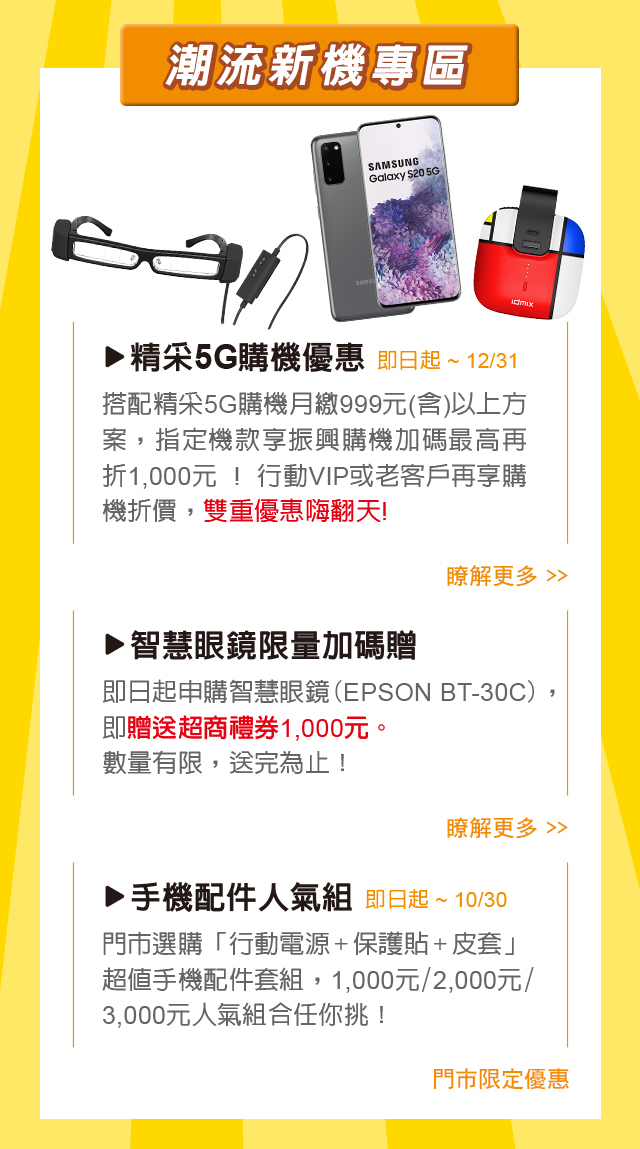 潮流新機專區
SAMSUNG
Galaxy S20 5G
idmix
▶精采5G購機優惠 即日起 ~ 12/31
搭配精采5G購機月繳999元(含)以上方
案，指定機款享振興購機加碼最高再
折1,000元 ! 行動VIP或老客戶再享購
機折價，雙重優惠嗨翻天!
瞭解更多 >>
▶智慧眼鏡限量加碼贈
即日起申購智慧眼鏡(EPSON BT-30C)，
即贈送超商禮券1,000元。
數量有限，送完為止！
瞭解更多 >>
▶手機配件人氣組 即日起 ~ 10/30
門市選購「行動電源+保護貼+皮套」
超值手機配件套組，1,000元/2,000元/
3,000元人氣組合任你挑！
門市限定優惠